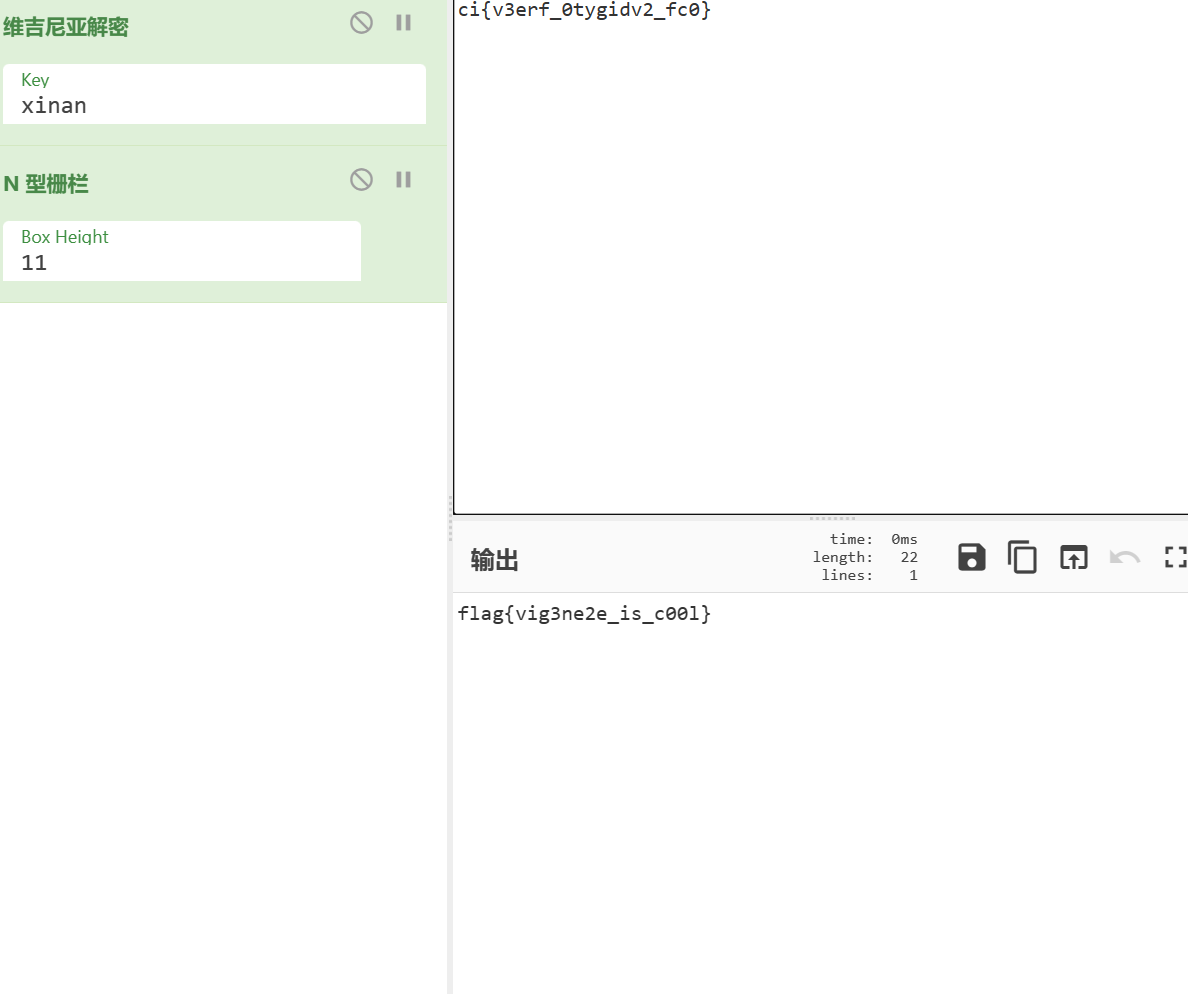 维吉尼亚解密
Key
xinan
N 型栅栏
Box Height
11
ci{v3erf_0tygidv2_fc0}
输出
time: 0ms
length: 22
lines: 1
flag{vig3ne2e_is_c00l}